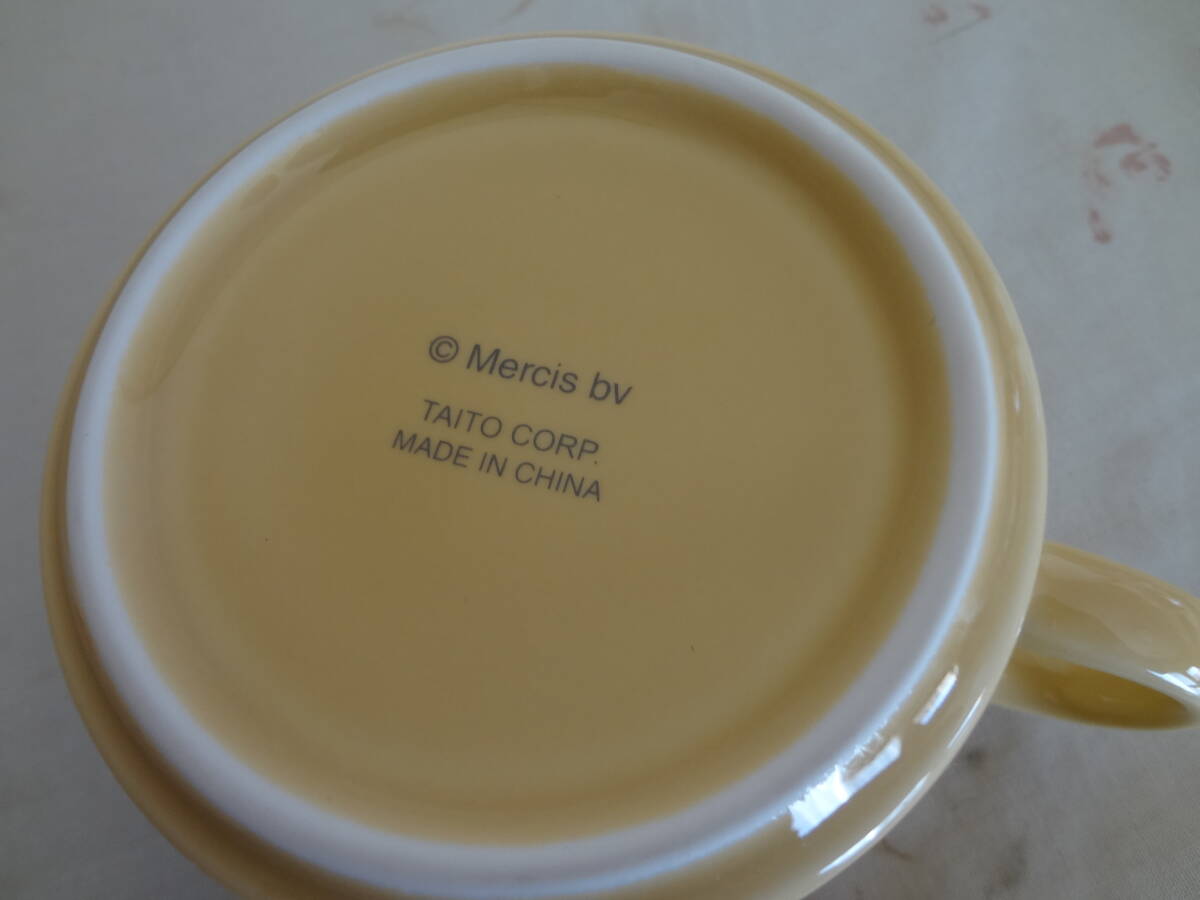 © Mercis bv
TAITO CORP.
MADE IN CHINA